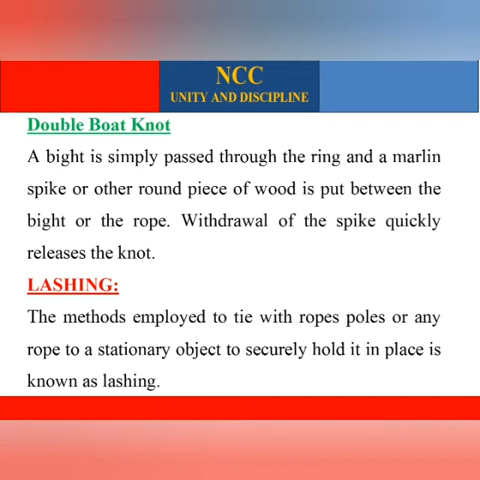 NCC
UNITY AND DISCIPLINE
Double Boat Knot
A bight is simply passed through the ring and a marlin
spike or other round piece of wood is put between the
bight or the rope. Withdrawal of the spike quickly
releases the knot.
LASHING:
The methods employed to tie with ropes poles or any
rope to a stationary object to securely hold it in place is
known as lashing.